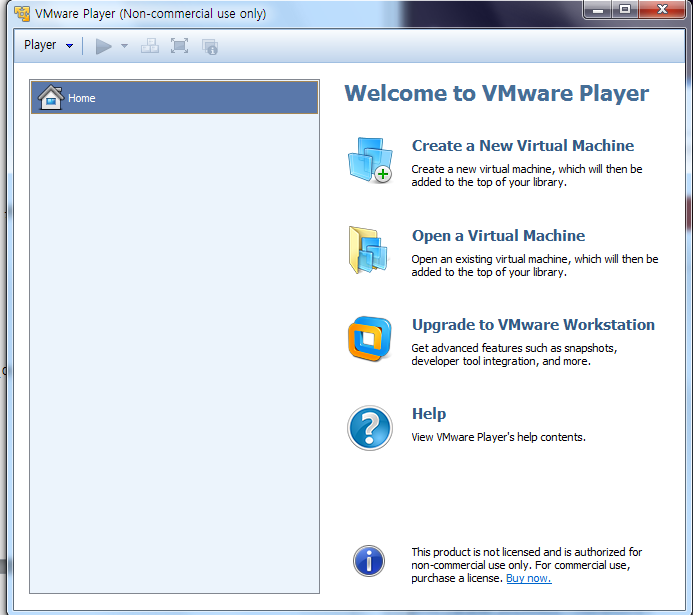 VMware Player (Non-commercial use only)
Player
Home
Welcome to VMware Player
Create a New Virtual Machine
Create a new virtual machine, which will then be
added to the top of your library.
Open a Virtual Machine
Open an existing virtual machine, which will then be
added to the top of your library.
Upgrade to VMware Workstation
Get advanced features such as snapshots,
developer tool integration, and more.
Help
View VMware Player's help contents.
This product is not licensed and is authorized for
non-commercial use only. For commercial use,
purchase a license. Buy now.